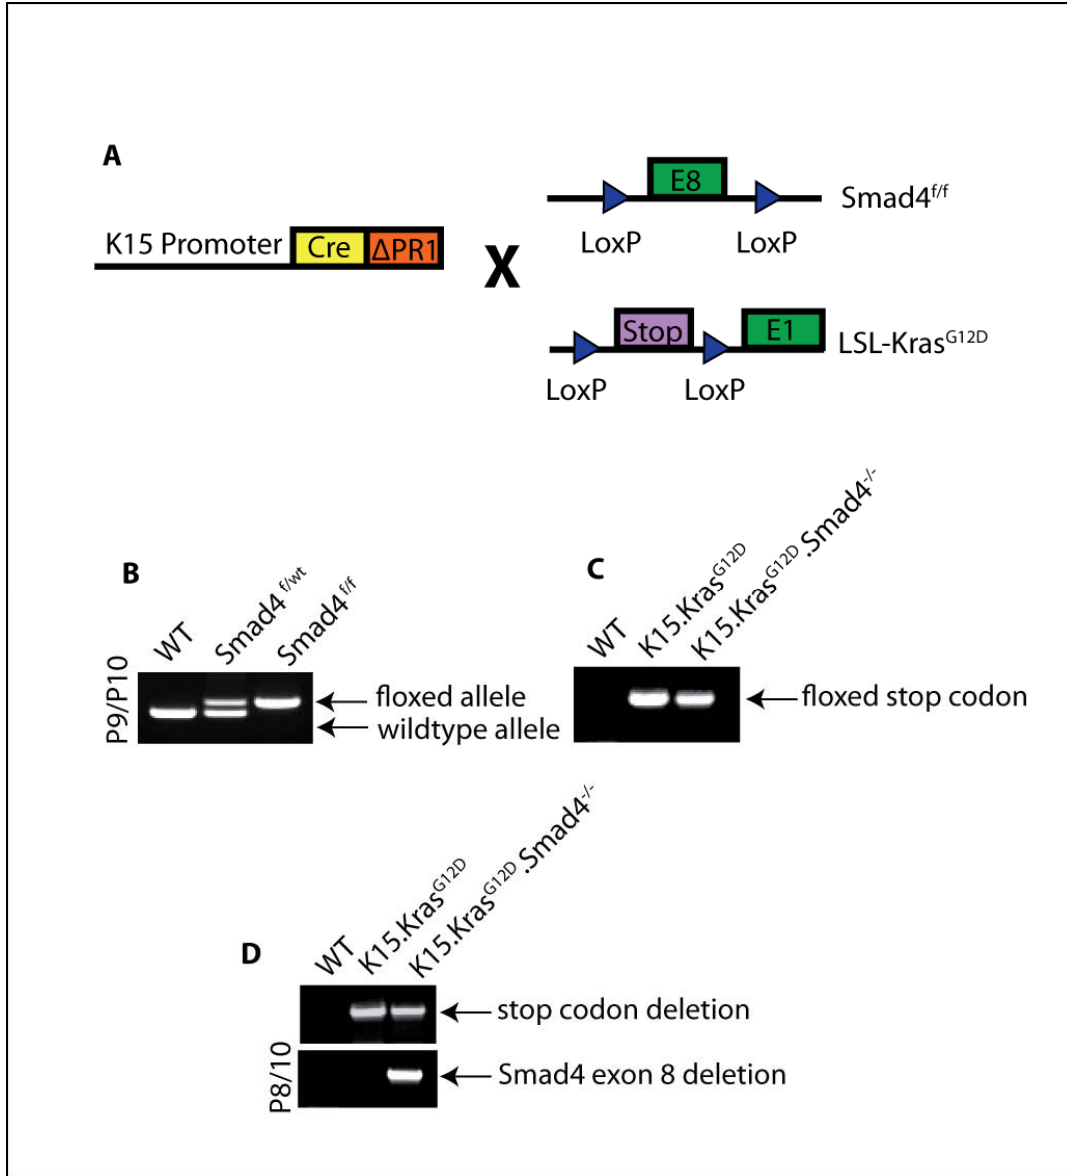 A
K15 Promoter
Cre
ΔPR1
X
E8
Smad4f/f
LoxP
LoxP
Stop
E1
LSL-KrasG12D
LoxP
LoxP
B
WT
Smad4 f/wt
Smad4 f/f
P9/P10
floxed allele
wildtype allele
C
WT
K15.KrasG12D
K15.KrasG12D.Smad4-/-
floxed stop codon
D
WT
K15.KrasG12D
K15.KrasG12D.Smad4-/-
stop codon deletion
P8/10
Smad4 exon 8 deletion